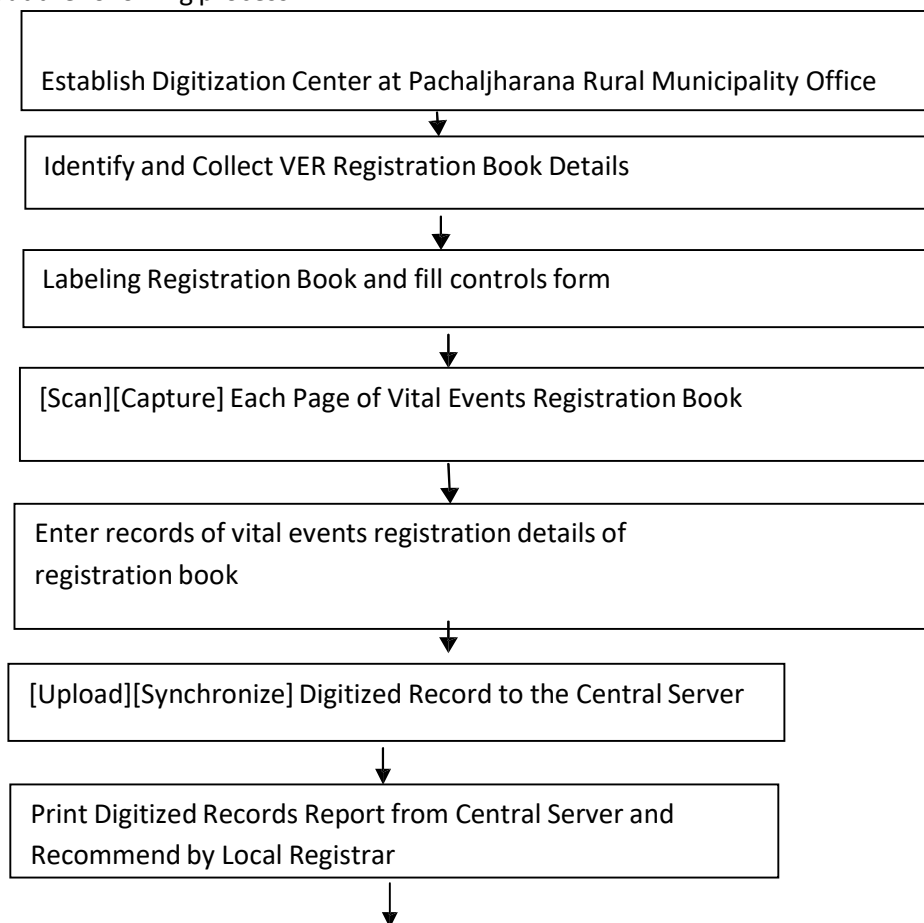 Establish Digitization Center at Pachaljharana Rural Municipality Office
Identify and Collect VER Registration Book Details
Labeling Registration Book and fill controls form
[Scan][Capture] Each Page of Vital Events Registration Book
Enter records of vital events registration details of
registration book
[Upload][Synchronize] Digitized Record to the Central Server
Print Digitized Records Report from Central Server and
Recommend by Local Registrar